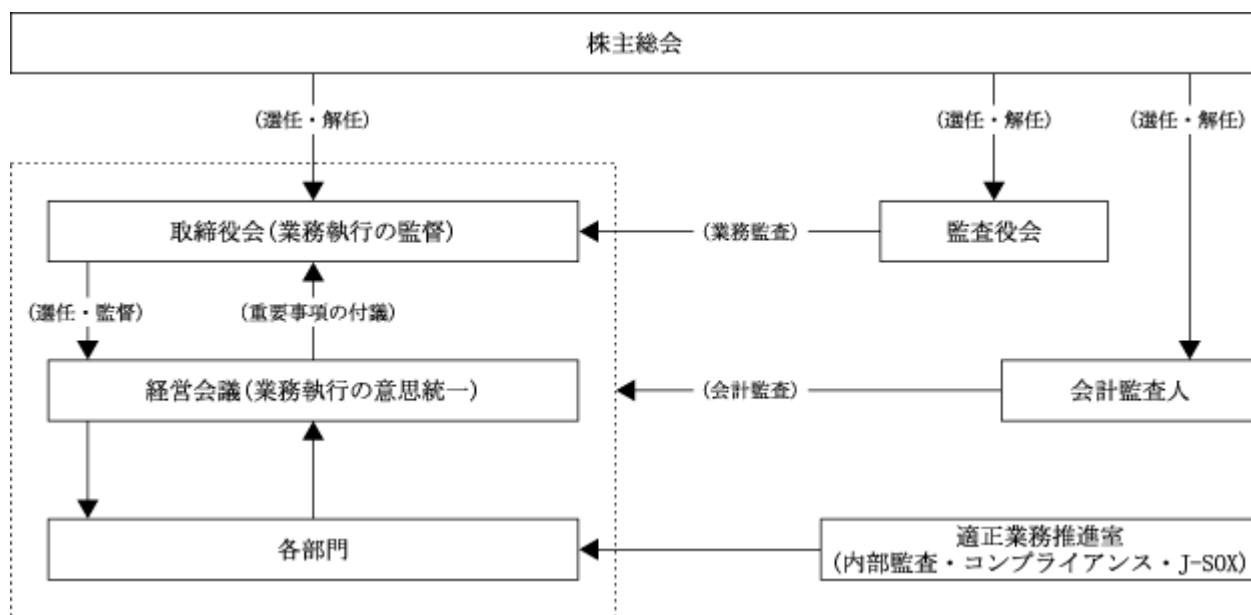 株主総会
(選任・解任)
(選任・解任)
(選任・解任)
取締役会(業務執行の監督)
(業務監査)
監査役会
(選任・監督)
(重要事項の付議)
経営会議(業務執行の意思統一)
(会計監査)
会計監査人
各部門
適正業務推進室
(内部監査・コンプライアンス・J-SOX)